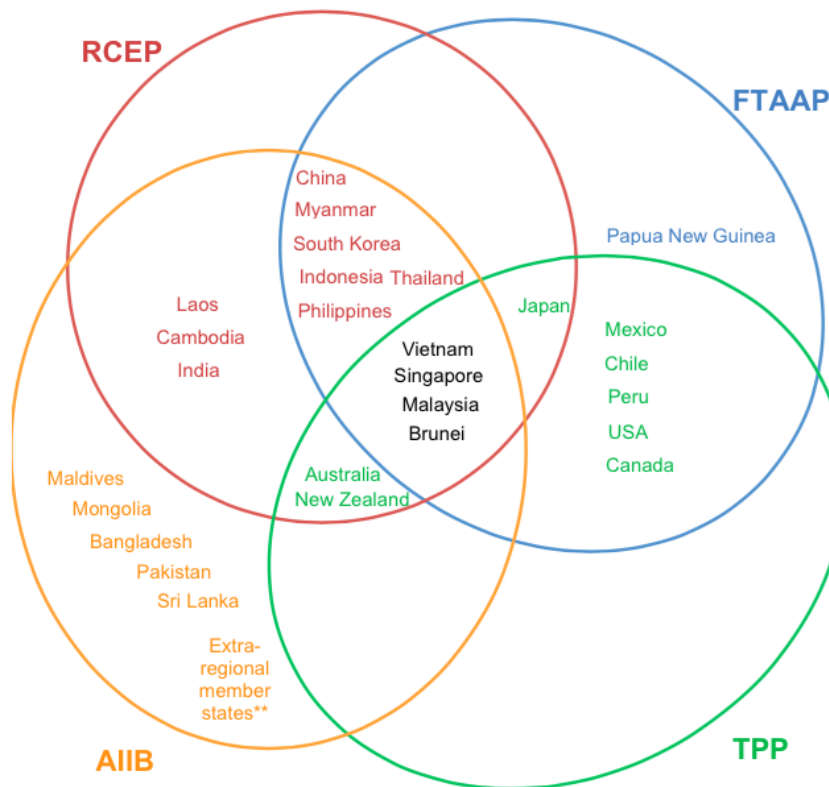 RCEP
FTAAP
China
Myanmar
South Korea
Indonesia Thailand
Philippines
Papua New Guinea
Laos
Cambodia
India
Japan
Mexico
Chile
Peru
USA
Canada
Vietnam
Singapore
Malaysia
Brunei
Australia
New Zealand
Maldives
Mongolia
Bangladesh
Pakistan
Sri Lanka
Extra-
regional
member
states**
AIIB
TPP